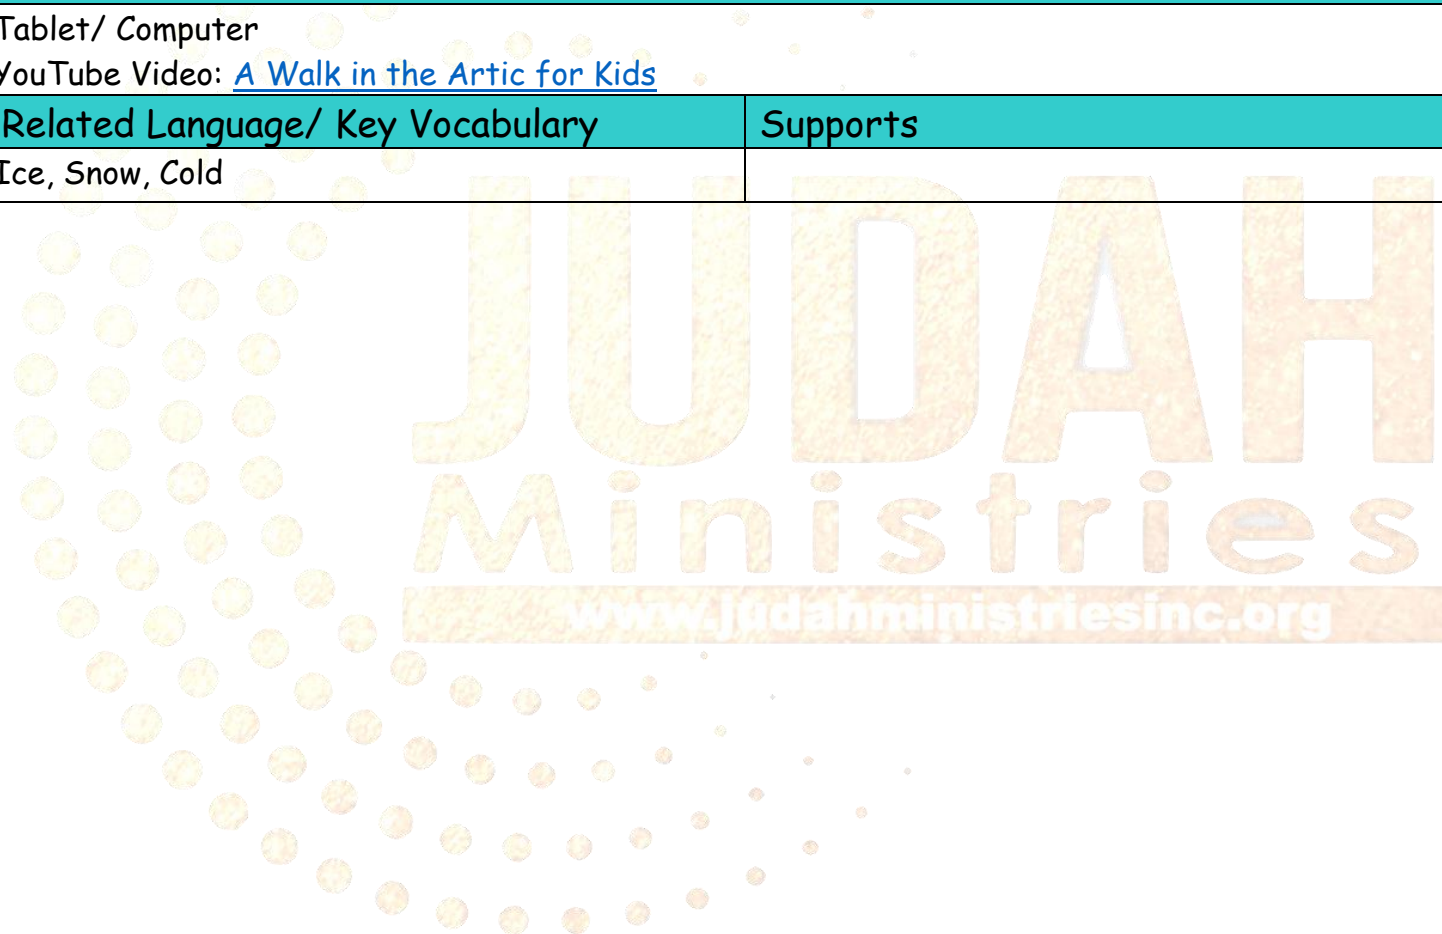 Tablet/ Computer
YouTube Video: A Walk in the Artic for Kids
Related Language/ Key Vocabulary
Supports
Ice, Snow, Cold
JUDAH
Ministries
www.judahministriesinc.org